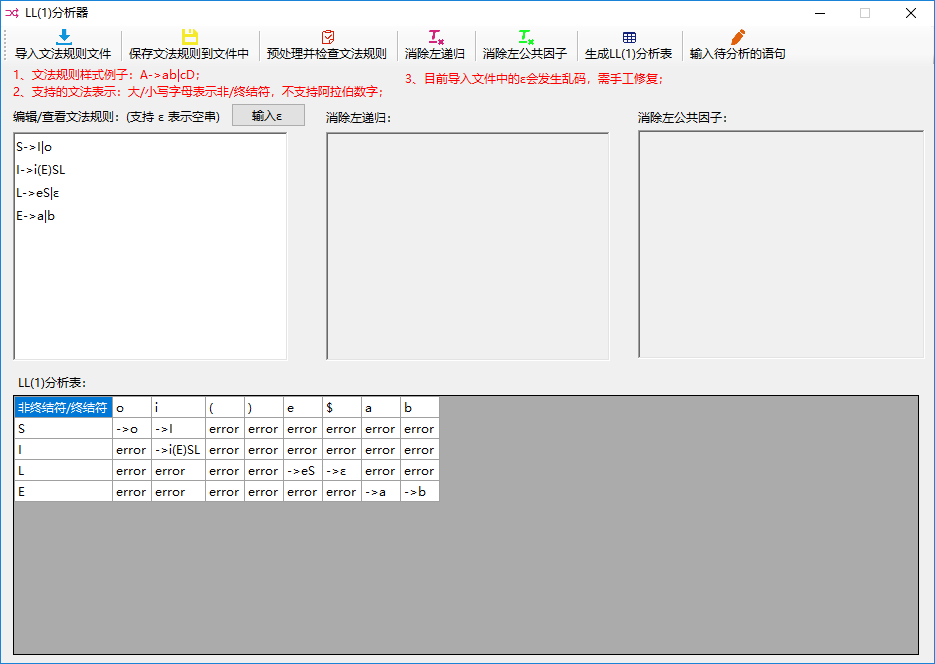 LL(1)分析器
导入文法规则文件 保存文法规则到文件中 预处理并检查文法规则 消除左递归 消除左公共因子 生成LL(1)分析表 输入待分析的语句
1、文法规则样式例子：A->ab|cD;
2、支持的文法表示：大/小写字母表示非/终结符，不支持阿拉伯数字；
3、目前导入文件中的ε会发生乱码，需手工修复；
编辑/查看文法规则：(支持 ε 表示空串) 输入ε
消除左递归：
消除左公共因子：
S->I|o
I->i(E)SL
L->eS|ε
E->a|b
LL(1)分析表：
非终结符/终结符 o i ( ) e $ a b
S ->o ->I error error error error error error
I error ->i(E)SL error error error error error error
L error error error error ->eS ->ε error error
E error error error error error error ->a ->b